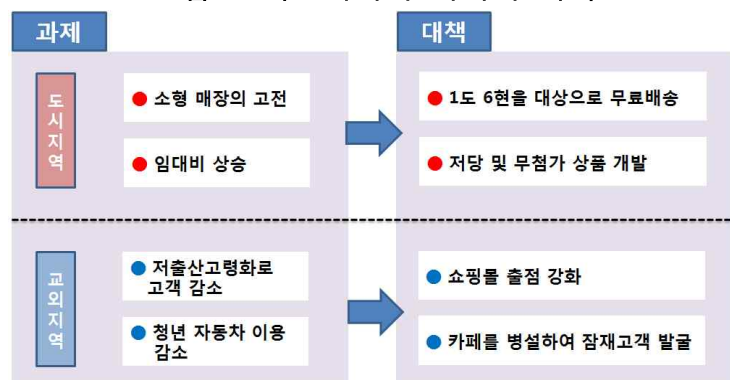 과제
대책
도시지역
소형 매장의 고전
임대비 상승
1도 6현을 대상으로 무료배송
저당 및 무첨가 상품 개발
교외지역
저출산고령화로
고객 감소
청년 자동차 이용
감소
쇼핑몰 출점 강화
카페를 병설하여 잠재고객 발굴